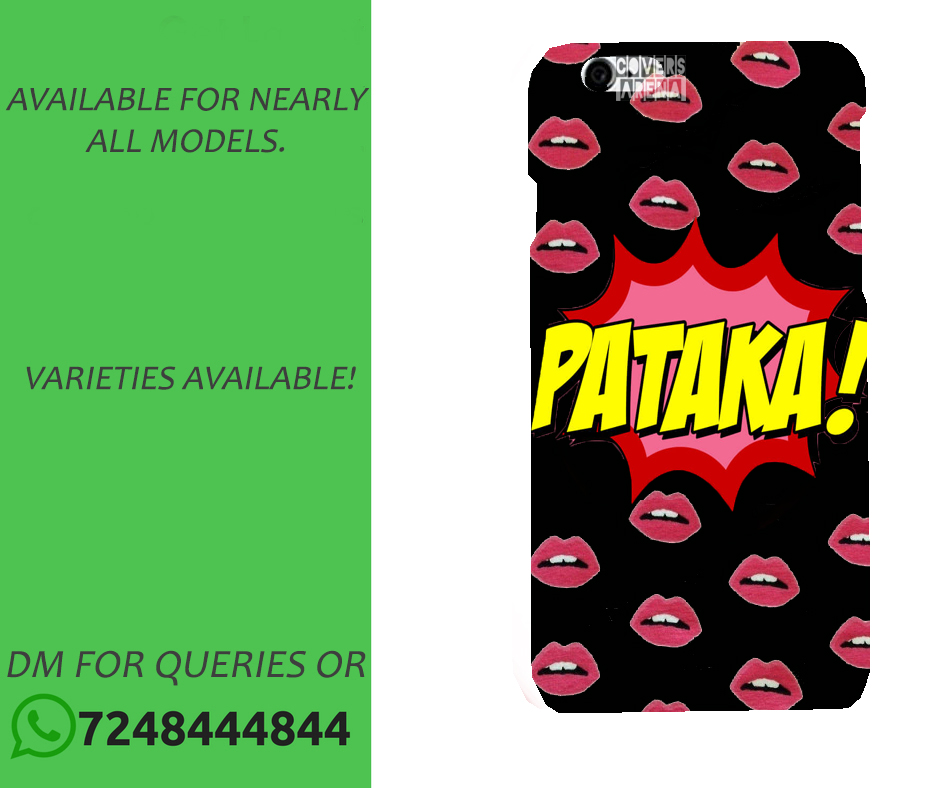 AVAILABLE FOR NEARLY
ALL MODELS.
VARIETIES AVAILABLE!
DM FOR QUERIES OR
7248444844
COVERS
ARENA
PATAKA!